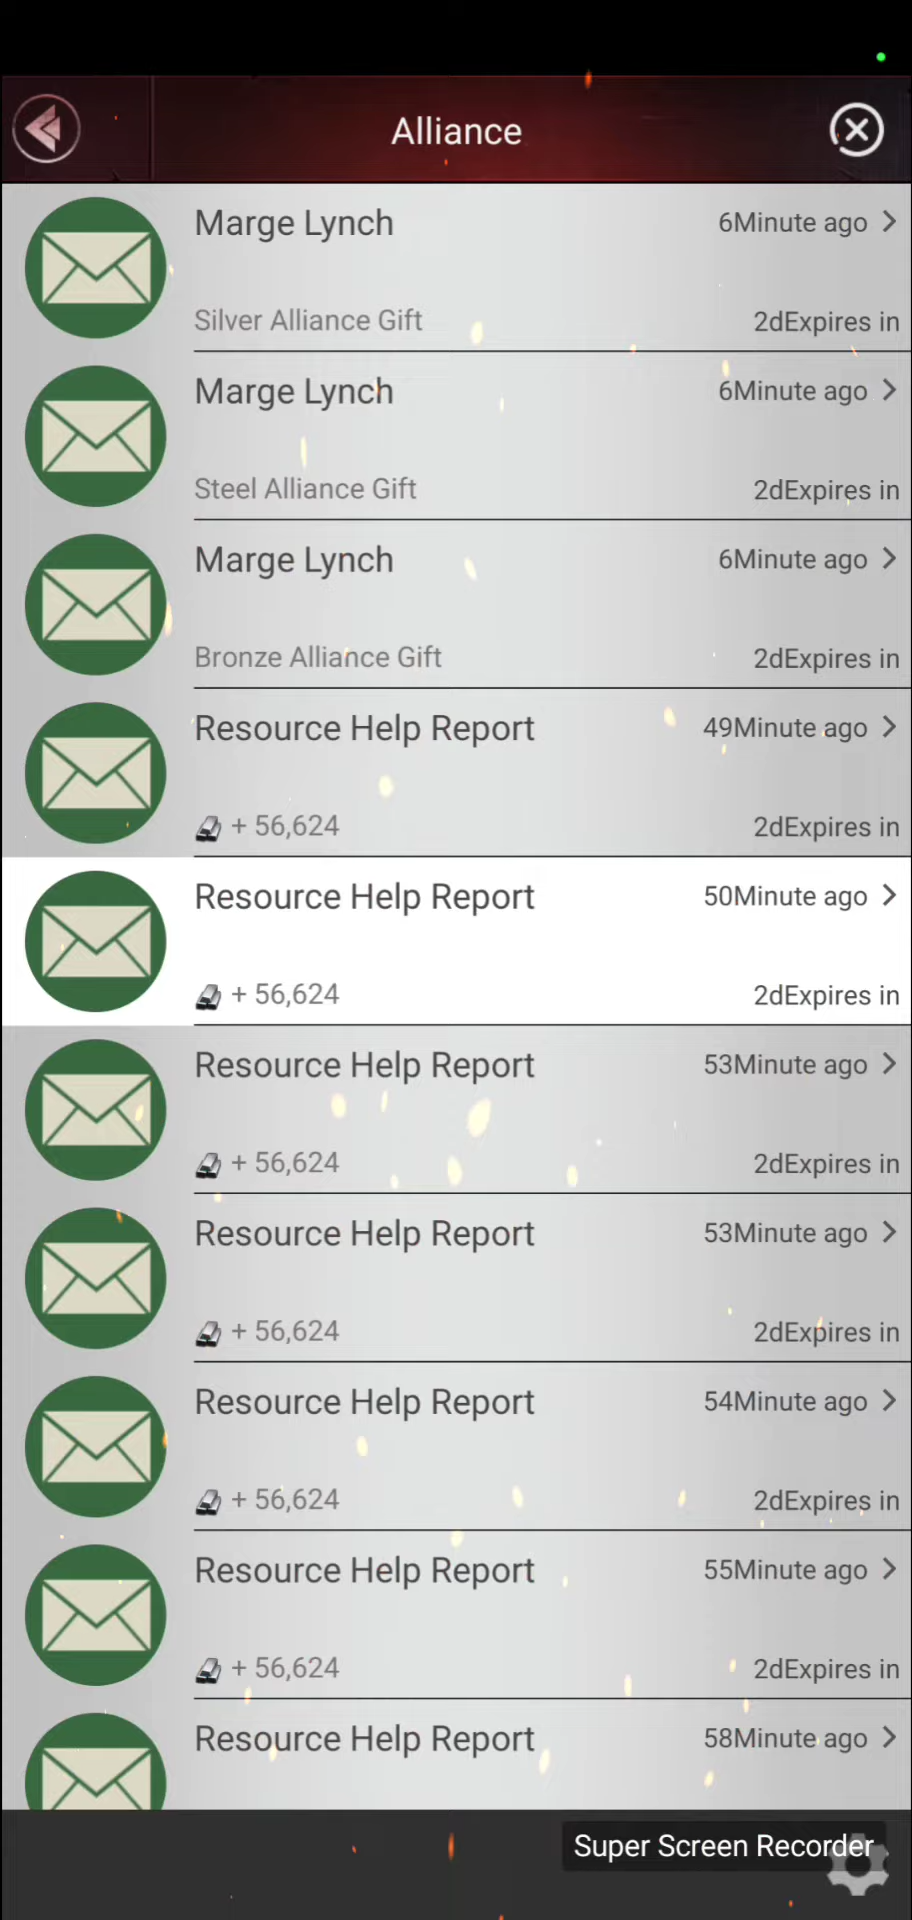 Alliance
Marge Lynch 6Minute ago
Silver Alliance Gift 2dExpires in
Marge Lynch 6Minute ago
Steel Alliance Gift 2dExpires in
Marge Lynch 6Minute ago
Bronze Alliance Gift 2dExpires in
Resource Help Report 49Minute ago
+ 56,624 2dExpires in
Resource Help Report 50Minute ago
+ 56,624 2dExpires in
Resource Help Report 53Minute ago
+ 56,624 2dExpires in
Resource Help Report 53Minute ago
+ 56,624 2dExpires in
Resource Help Report 54Minute ago
+ 56,624 2dExpires in
Resource Help Report 55Minute ago
+ 56,624 2dExpires in
Resource Help Report 58Minute ago
Super Screen Recorder